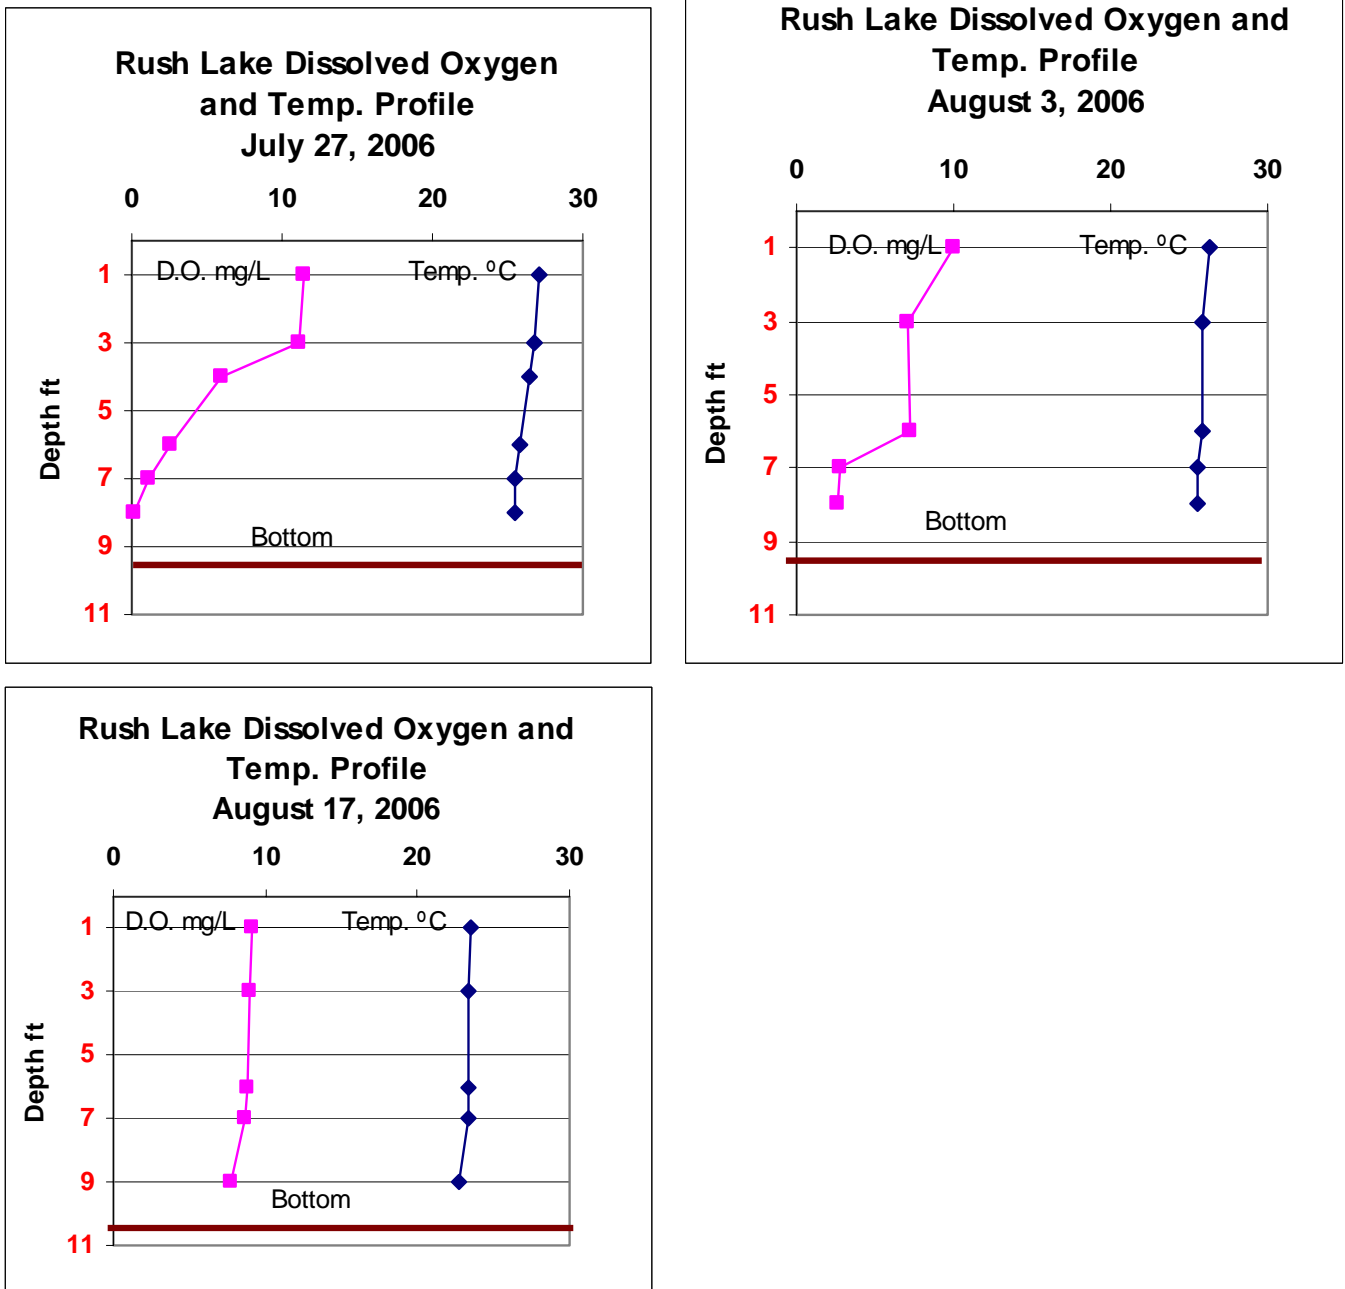 Rush Lake Dissolved Oxygen
and Temp. Profile
July 27, 2006
0 10 20 30
D.O. mg/L Temp. ºC
1
3
5
7
9
11
Depth ft
Bottom
Rush Lake Dissolved Oxygen and
Temp. Profile
August 3, 2006
0 10 20 30
D.O. mg/L Temp. ºC
1
3
5
7
9
11
Depth ft
Bottom
Rush Lake Dissolved Oxygen and
Temp. Profile
August 17, 2006
0 10 20 30
D.O. mg/L Temp. ºC
1
3
5
7
9
11
Depth ft
Bottom